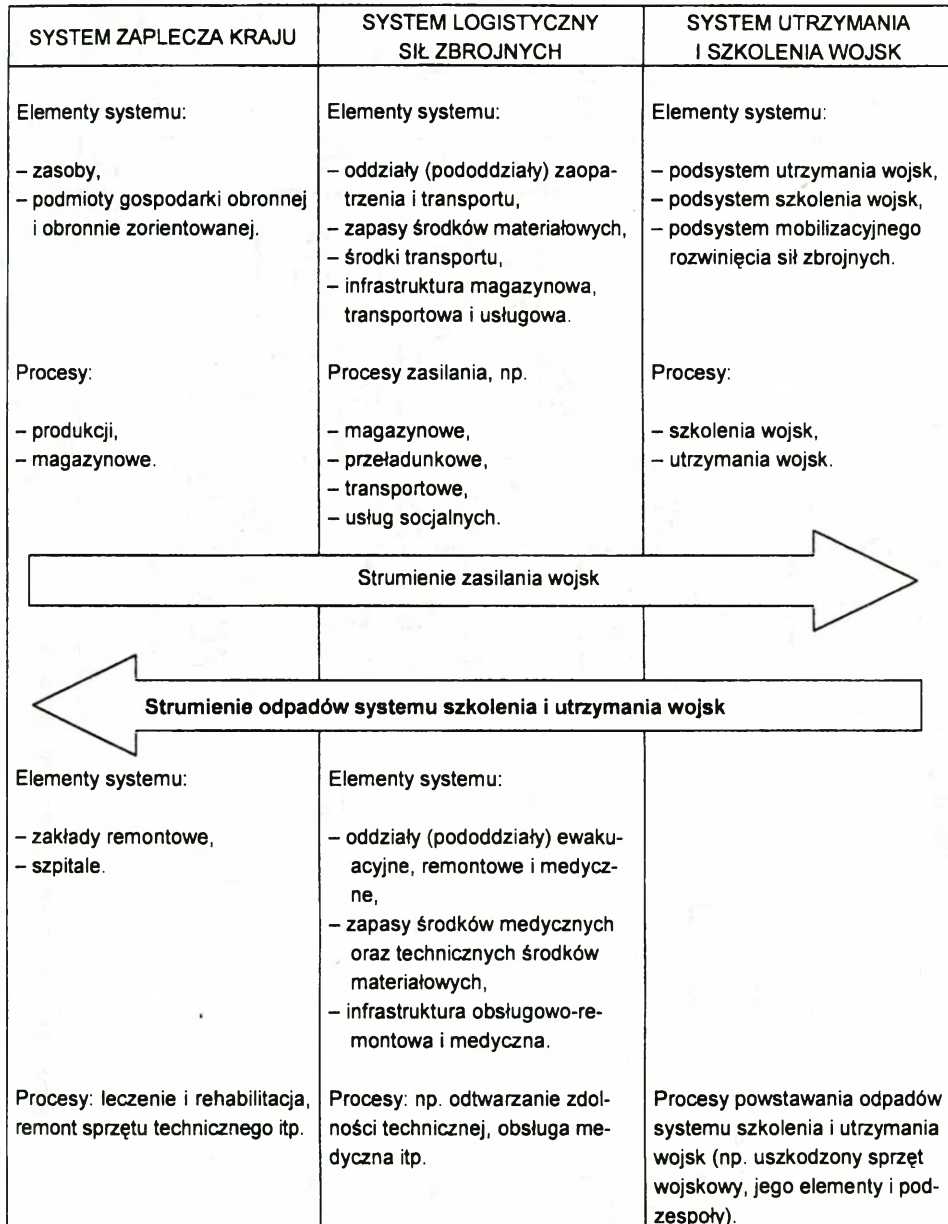 SYSTEM ZAPLECZA KRAJU
SYSTEM LOGISTYCZNY
SIŁ ZBROJNYCH
SYSTEM UTRZYMANIA
I SZKOLENIA WOJSK
Elementy systemu:
– zasoby,
– podmioty gospodarki obronnej
i obronnie zorientowanej.
Elementy systemu:
– oddziały (pododdziały) zaopa-
trzenia i transportu,
– zapasy środków materiałowych,
– środki transportu,
– infrastruktura magazynowa,
transportowa i usługowa.
Elementy systemu:
– podsystem utrzymania wojsk,
– podsystem szkolenia wojsk,
– podsystem mobilizacyjnego
rozwinięcia sił zbrojnych.
Procesy:
– produkcji,
– magazynowe.
Procesy zasilania, np.
– magazynowe,
– przeładunkowe,
– transportowe,
– usług socjalnych.
Procesy:
– szkolenia wojsk,
– utrzymania wojsk.
Strumienie zasilania wojsk
Strumienie odpadów systemu szkolenia i utrzymania wojsk
Elementy systemu:
– zakłady remontowe,
– szpitale.
Elementy systemu:
– oddziały (pododdziały) ewaku-
acyjne, remontowe i medycz-
ne,
– zapasy środków medycznych
oraz technicznych środków
materiałowych,
– infrastruktura obsługowo-re-
montowa i medyczna.
Procesy: leczenie i rehabilitacja,
remont sprzętu technicznego itp.
Procesy: np. odtwarzanie zdol-
ności technicznej, obsługa me-
dyczna itp.
Procesy powstawania odpadów
systemu szkolenia i utrzymania
wojsk (np. uszkodzony sprzęt
wojskowy, jego elementy i pod-
zespoły).